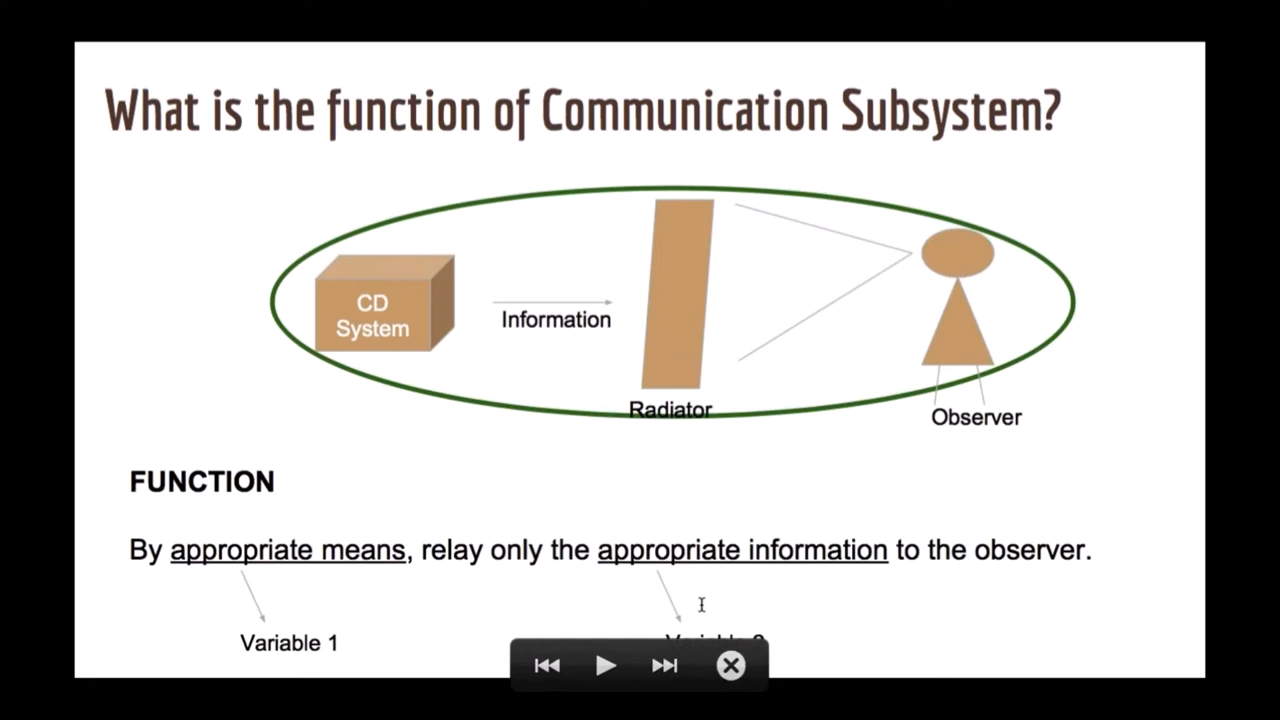 What is the function of Communication Subsystem?
CD
System
Information
Radiator
Observer
FUNCTION
By appropriate means, relay only the appropriate information to the observer.
Variable 1